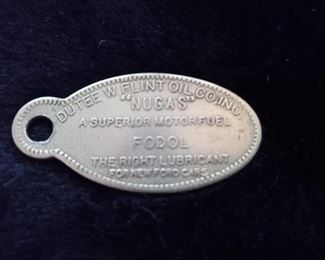 DUTEE W. FLINT OIL CO. INC.
"NUGAS"
A SUPERIOR MOTOR FUEL
FODOL
THE RIGHT LUBRICANT
FOR NEW FORD CARS